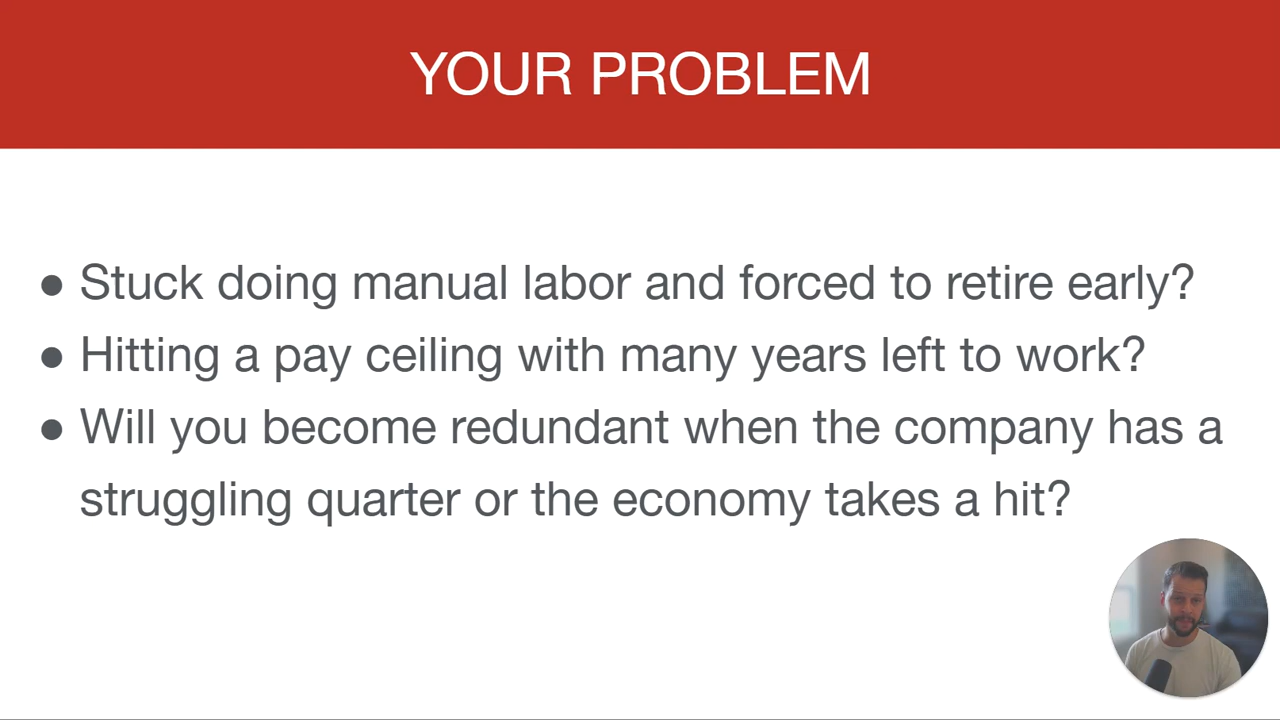 YOUR PROBLEM
● Stuck doing manual labor and forced to retire early?
● Hitting a pay ceiling with many years left to work?
● Will you become redundant when the company has a
struggling quarter or the economy takes a hit?